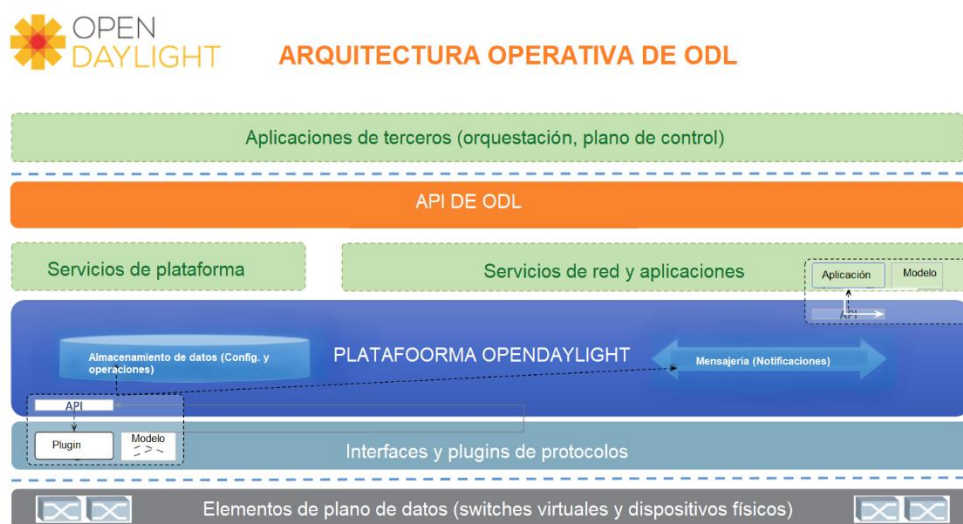 OPEN
DAYLIGHT
ARQUITECTURA OPERATIVA DE ODL
Aplicaciones de terceros (orquestación, plano de control)
API DE ODL
Servicios de plataforma
Servicios de red y aplicaciones
Aplicación
Modelo
API
Almacenamiento de datos (Config. y
operaciones)
PLATAFOORMA OPENDAYLIGHT
Mensajería (Notificaciones)
API
Plugin
Modelo
Interfaces y plugins de protocolos
Elementos de plano de datos (switches virtuales y dispositivos físicos)